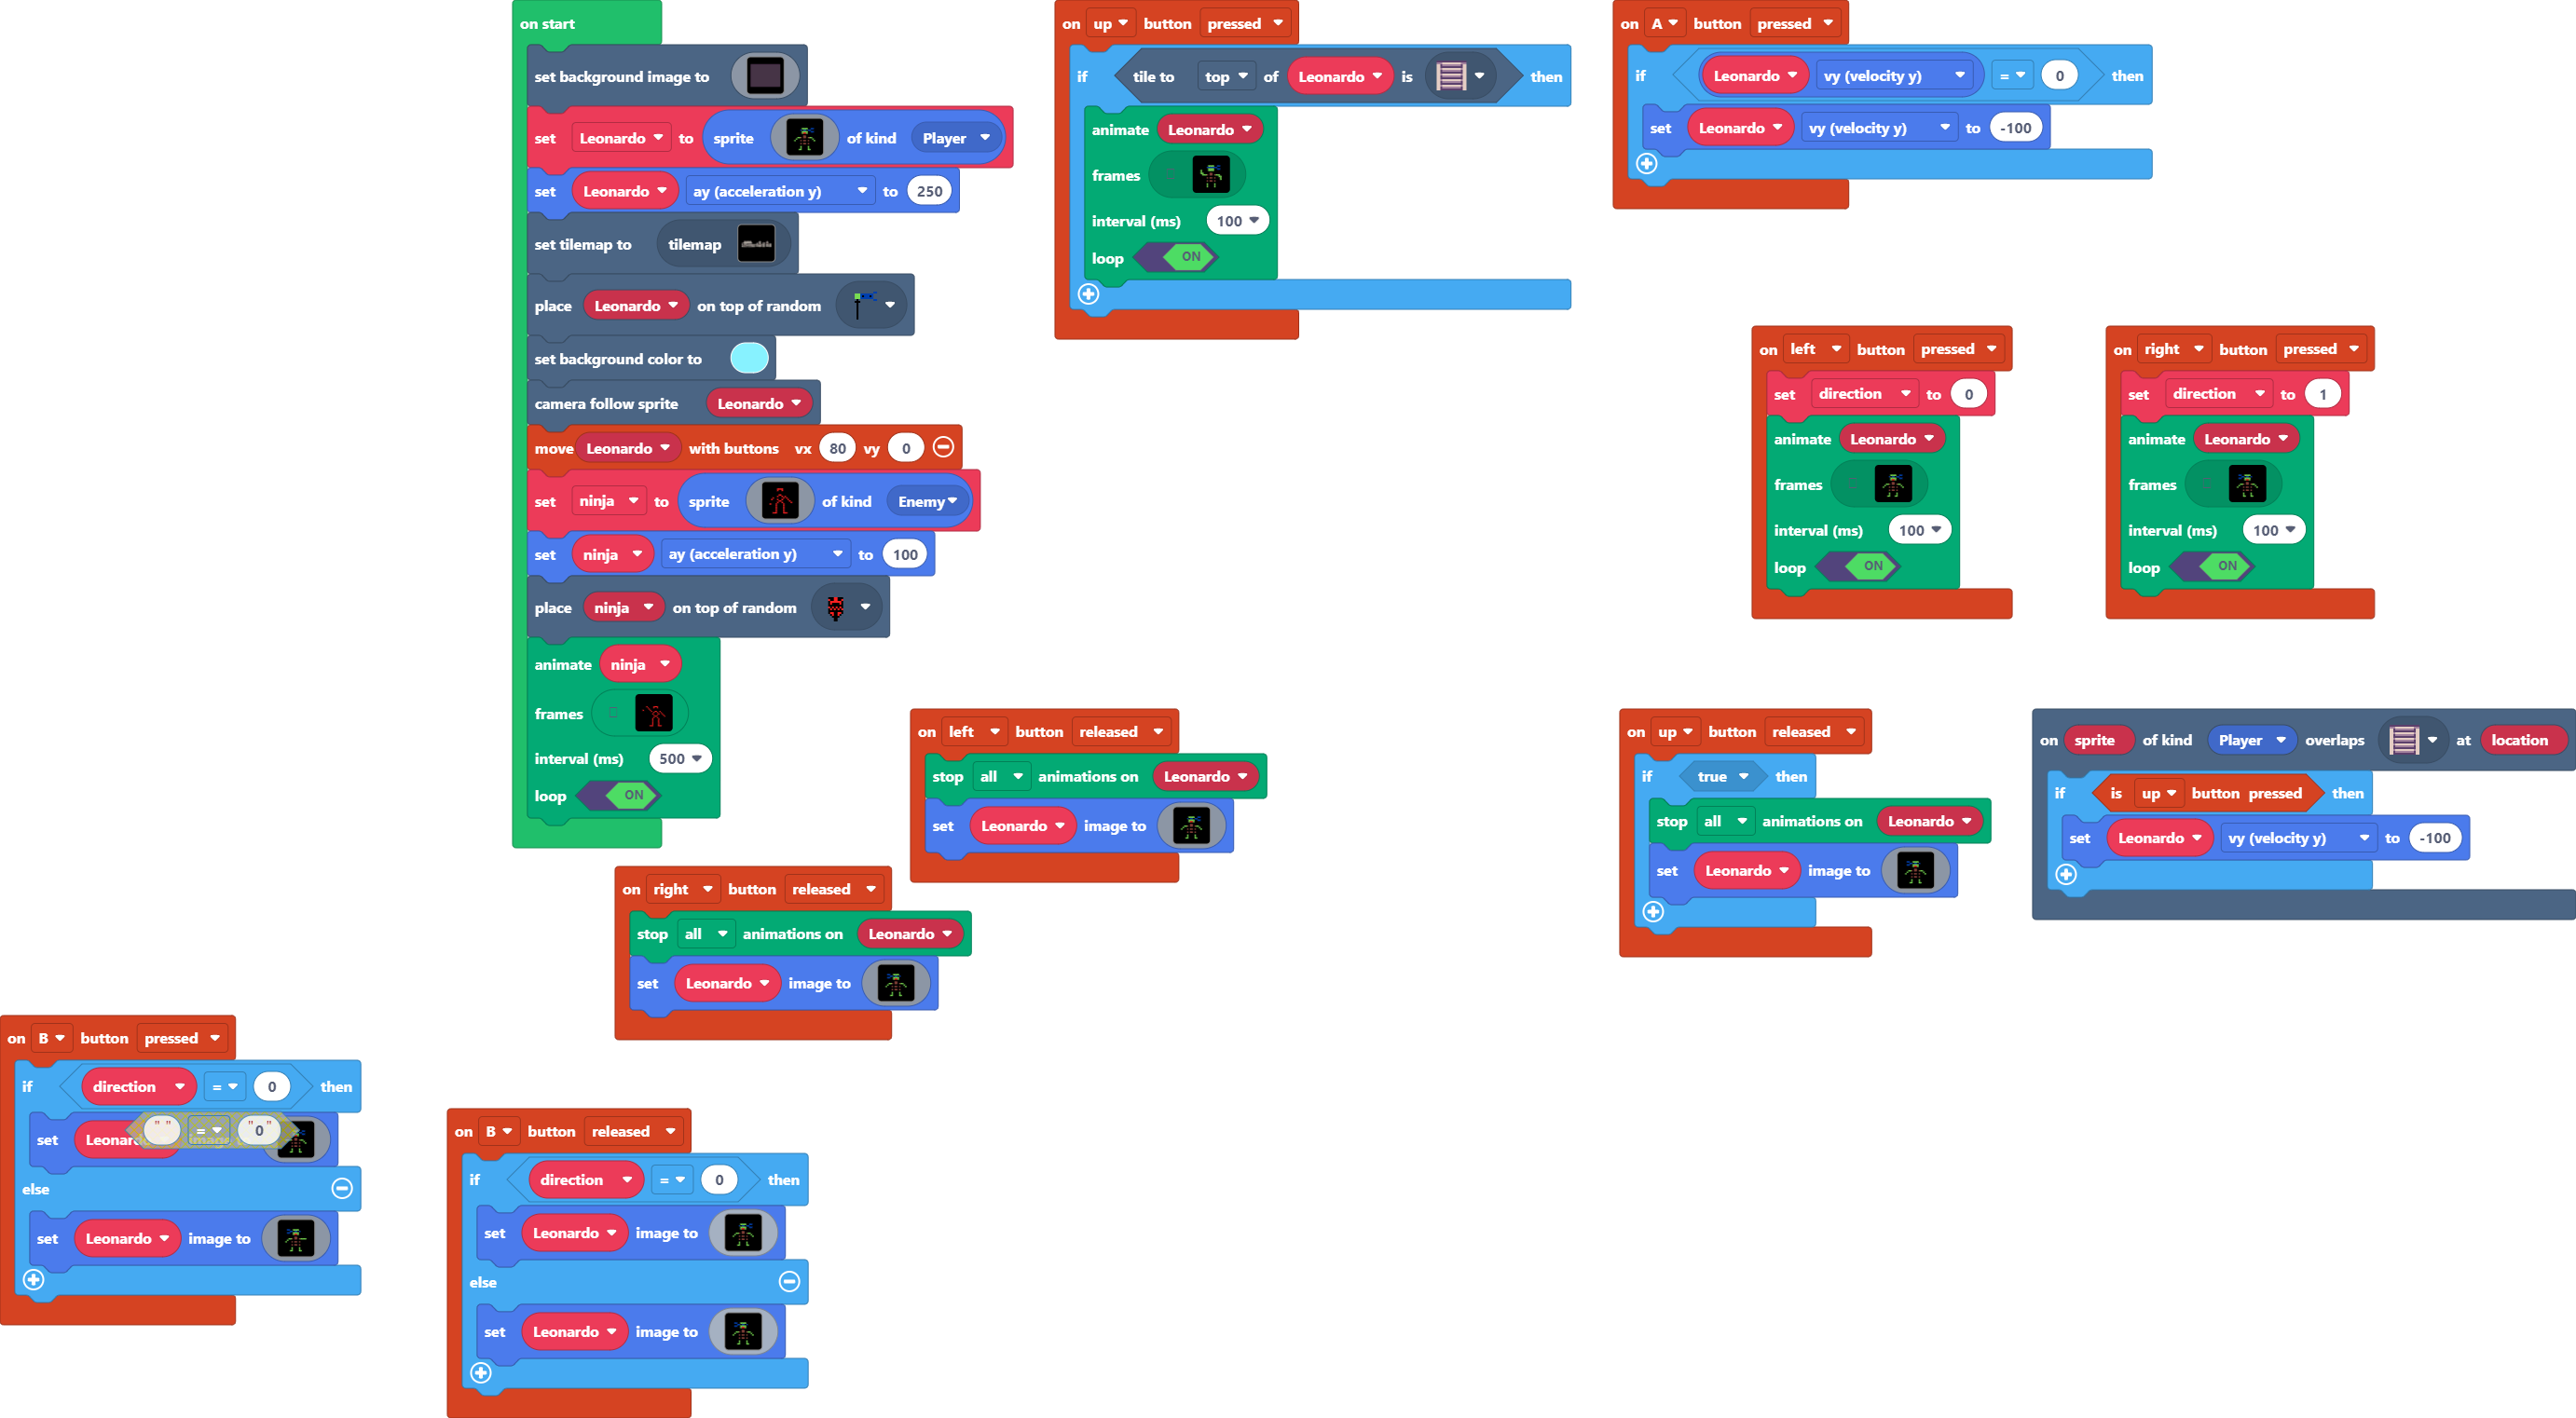 on start
set background image to
set Leonardo to sprite of kind Player
set Leonardo ay (acceleration y) to 250
set tilemap to tilemap
place Leonardo on top of random
set background color to
camera follow sprite Leonardo
move Leonardo with buttons vx 80 vy 0
set ninja to sprite of kind Enemy
set ninja ay (acceleration y) to 100
place ninja on top of random
animate ninja
frames
interval (ms) 500
loop ON
on up button pressed
if tile to top of Leonardo is then
animate Leonardo
frames
interval (ms) 100
loop ON
on A button pressed
if Leonardo vy (velocity y) = 0 then
set Leonardo vy (velocity y) to -100
on left button pressed
set direction to 0
animate Leonardo
frames
interval (ms) 100
loop ON
on right button pressed
set direction to 1
animate Leonardo
frames
interval (ms) 100
loop ON
on left button released
stop all animations on Leonardo
set Leonardo image to
on up button released
if true then
stop all animations on Leonardo
set Leonardo image to
on sprite of kind Player overlaps at location
if is up button pressed then
set Leonardo vy (velocity y) to -100
on right button released
stop all animations on Leonardo
set Leonardo image to
on B button pressed
if direction = 0 then
" " = "0"
set
else
set Leonardo image to
on B button released
if direction = 0 then
set Leonardo image to
else
set Leonardo image to